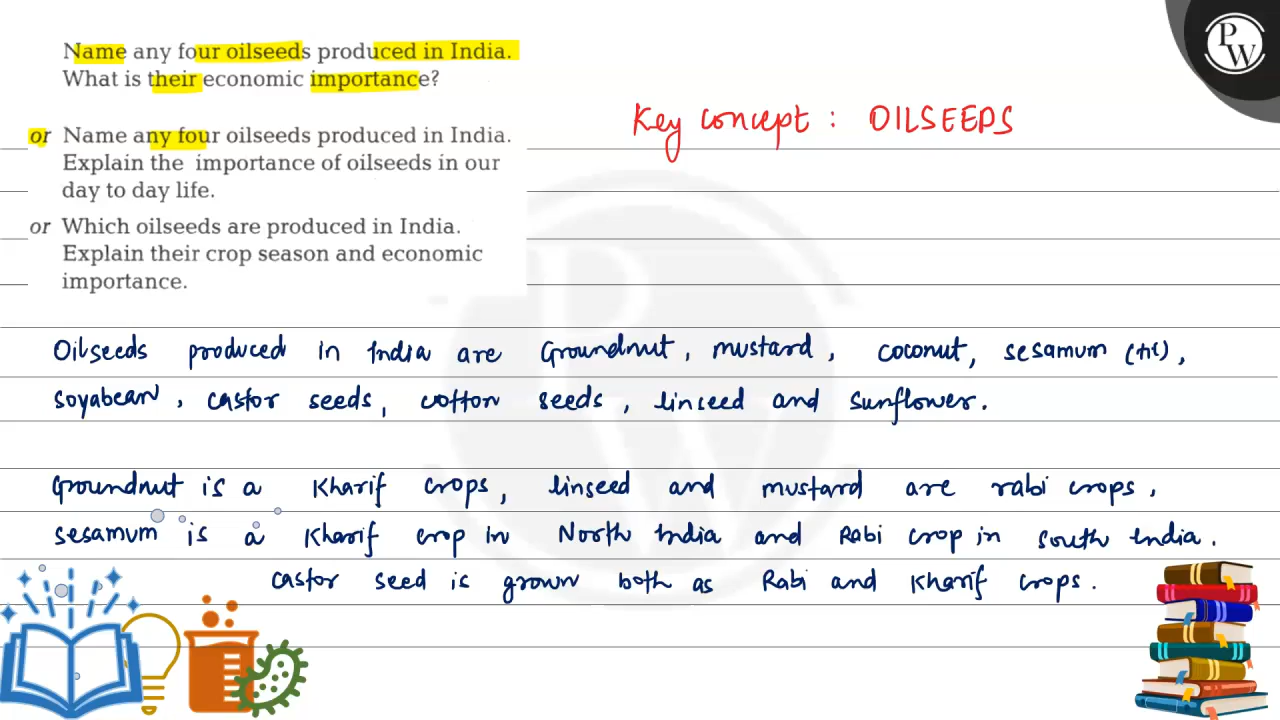 Name any four oilseeds produced in India.
What is their economic importance?
or Name any four oilseeds produced in India.
Explain the importance of oilseeds in our
day to day life.
or Which oilseeds are produced in India.
Explain their crop season and economic
importance.
Key concept : OILSEEDS
PW
Oilseeds produced in India are Groundnut, mustard, coconut, sesamum (til),
soyabean, castor seeds, cotton seeds, linseed and sunflower.
Groundnut is a Kharif crops, linseed and mustard are rabi crops,
sesamum is a Kharif crop in North India and Rabi crop in south India.
castor seed is grown both as Rabi and Kharif crops.